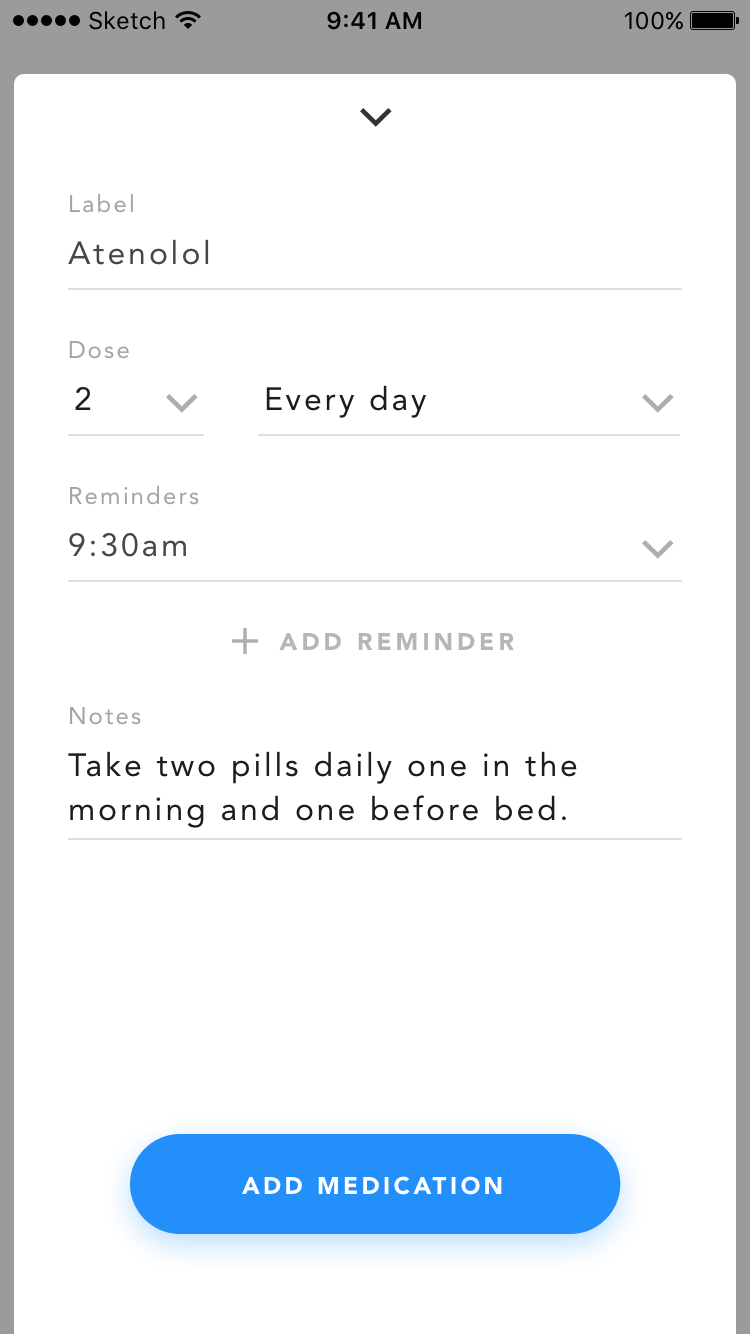 Sketch 9:41 AM 100%
Label
Atenolol
Dose
2 Every day
Reminders
9:30am
+ ADD REMINDER
Notes
Take two pills daily one in the
morning and one before bed.
ADD MEDICATION